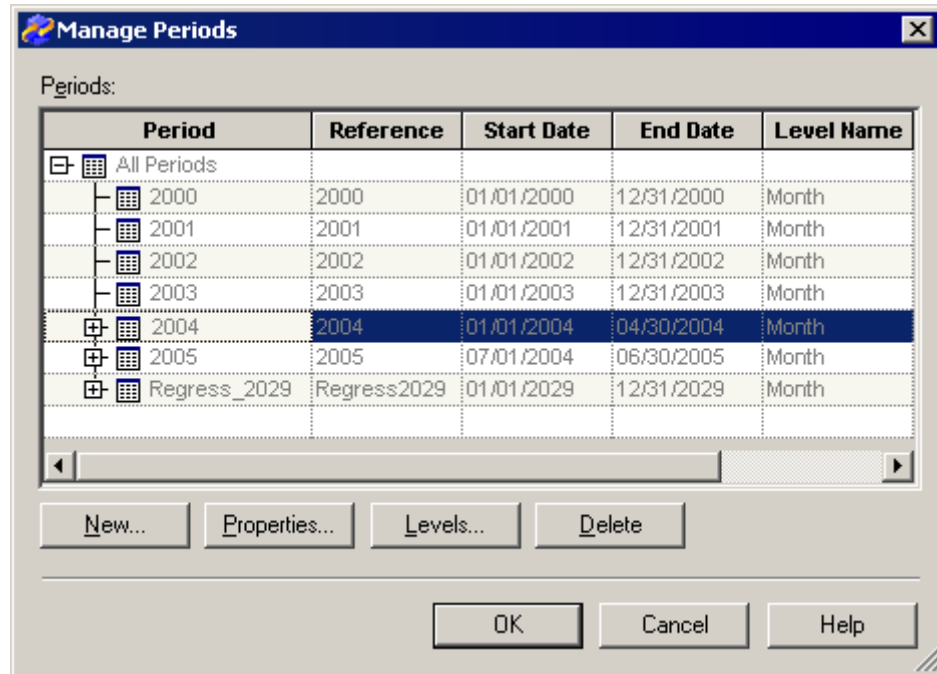 Manage Periods
Periods:
Period Reference Start Date End Date Level Name
All Periods
2000 2000 01/01/2000 12/31/2000 Month
2001 2001 01/01/2001 12/31/2001 Month
2002 2002 01/01/2002 12/31/2002 Month
2003 2003 01/01/2003 12/31/2003 Month
2004 2004 01/01/2004 04/30/2004 Month
2005 2005 07/01/2004 06/30/2005 Month
Regress_2029 Regress2029 01/01/2029 12/31/2029 Month
New... Properties... Levels... Delete
OK Cancel Help